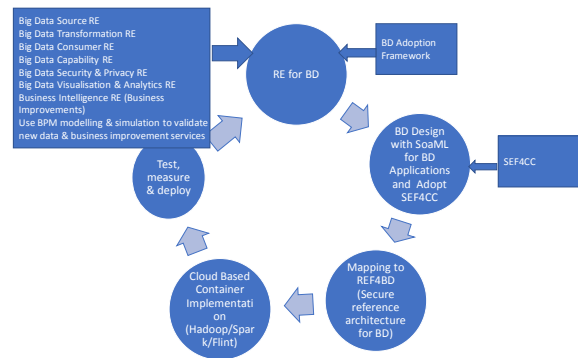 Big Data Source RE
Big Data Transformation RE
Big Data Consumer RE
Big Data Capability RE
Big Data Security & Privacy RE
Big Data Visualisation & Analytics RE
Business Intelligence RE (Business
Improvements)
Use BPM modelling & simulation to validate
new data & business improvement services
RE for BD
BD Adoption
Framework
BD Design
with SoaML
for BD
Applications
and Adopt
SEF4CC
SEF4CC
Mapping to
REF4BD
(Secure
reference
architecture
for BD)
Cloud Based
Container
Implementati
on
(Hadoop/Spar
k/Flint)
Test,
measure
& deploy